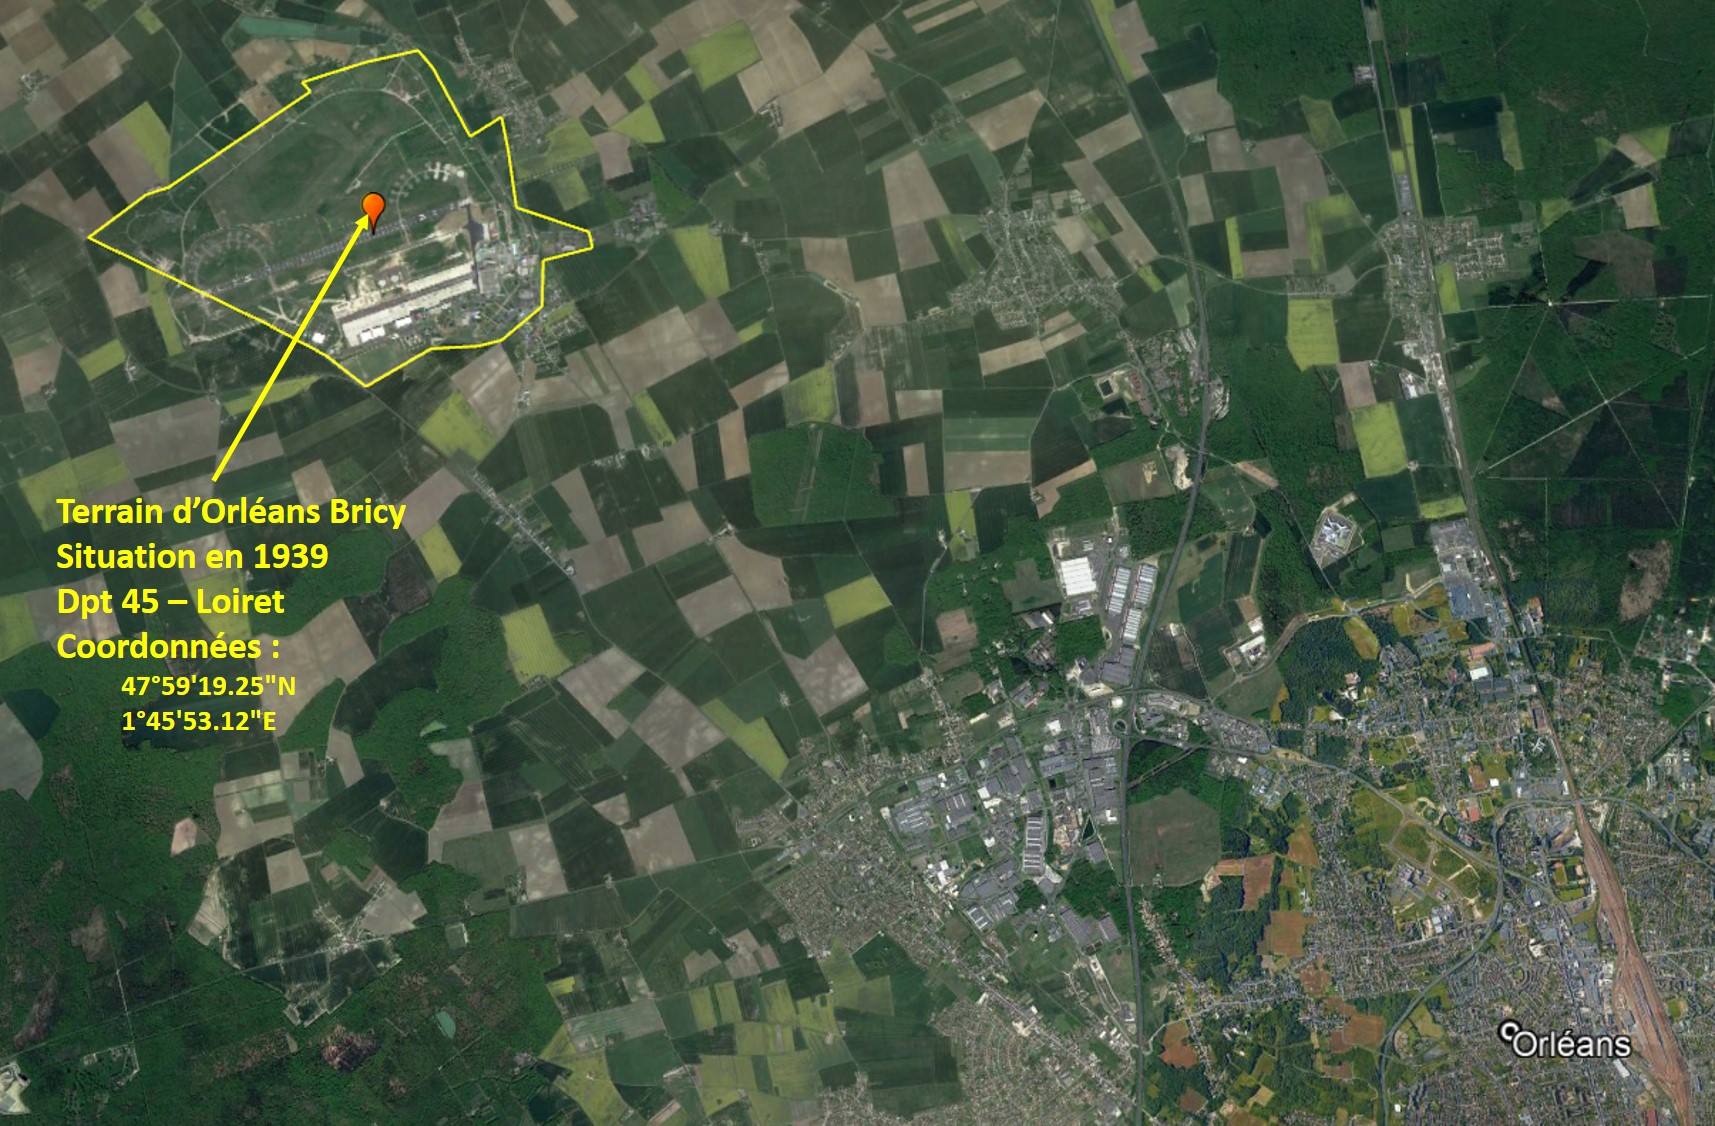 Terrain d’Orléans Bricy
Situation en 1939
Dpt 45 – Loiret
Coordonnées :
47°59'19.25"N
1°45'53.12"E
Orléans